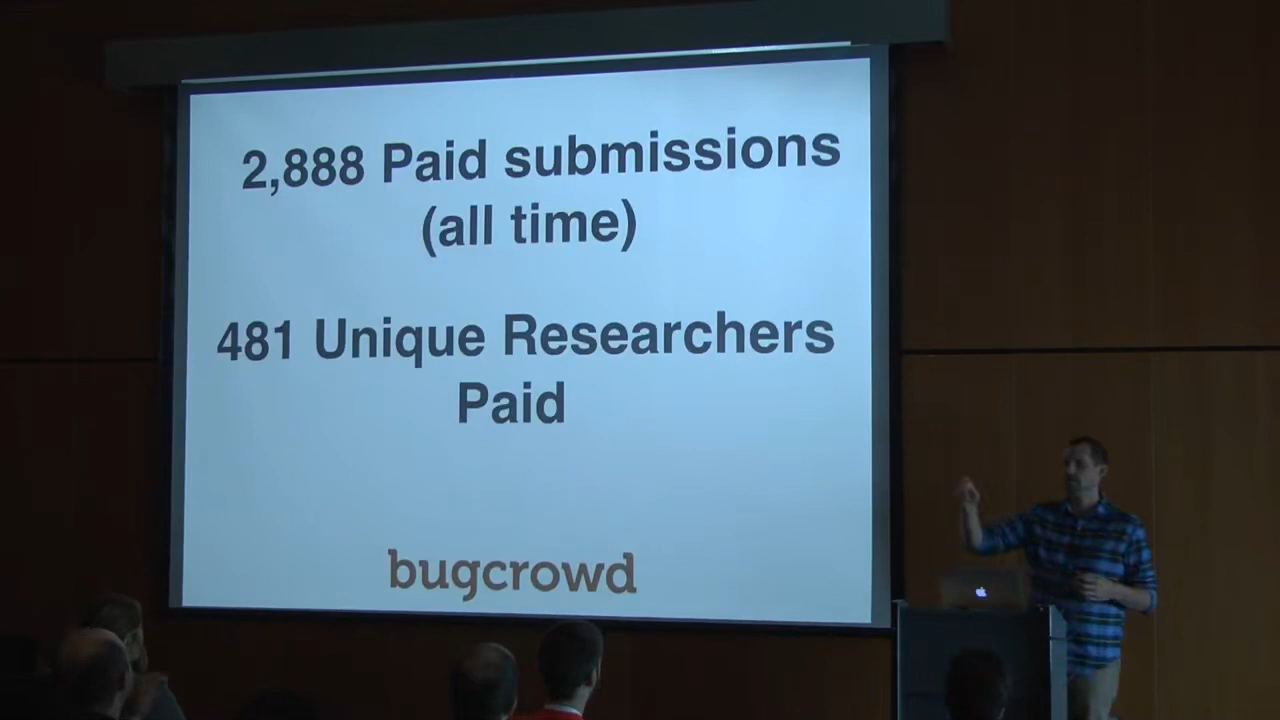 2,888 Paid submissions
(all time)
481 Unique Researchers
Paid
bugcrowd